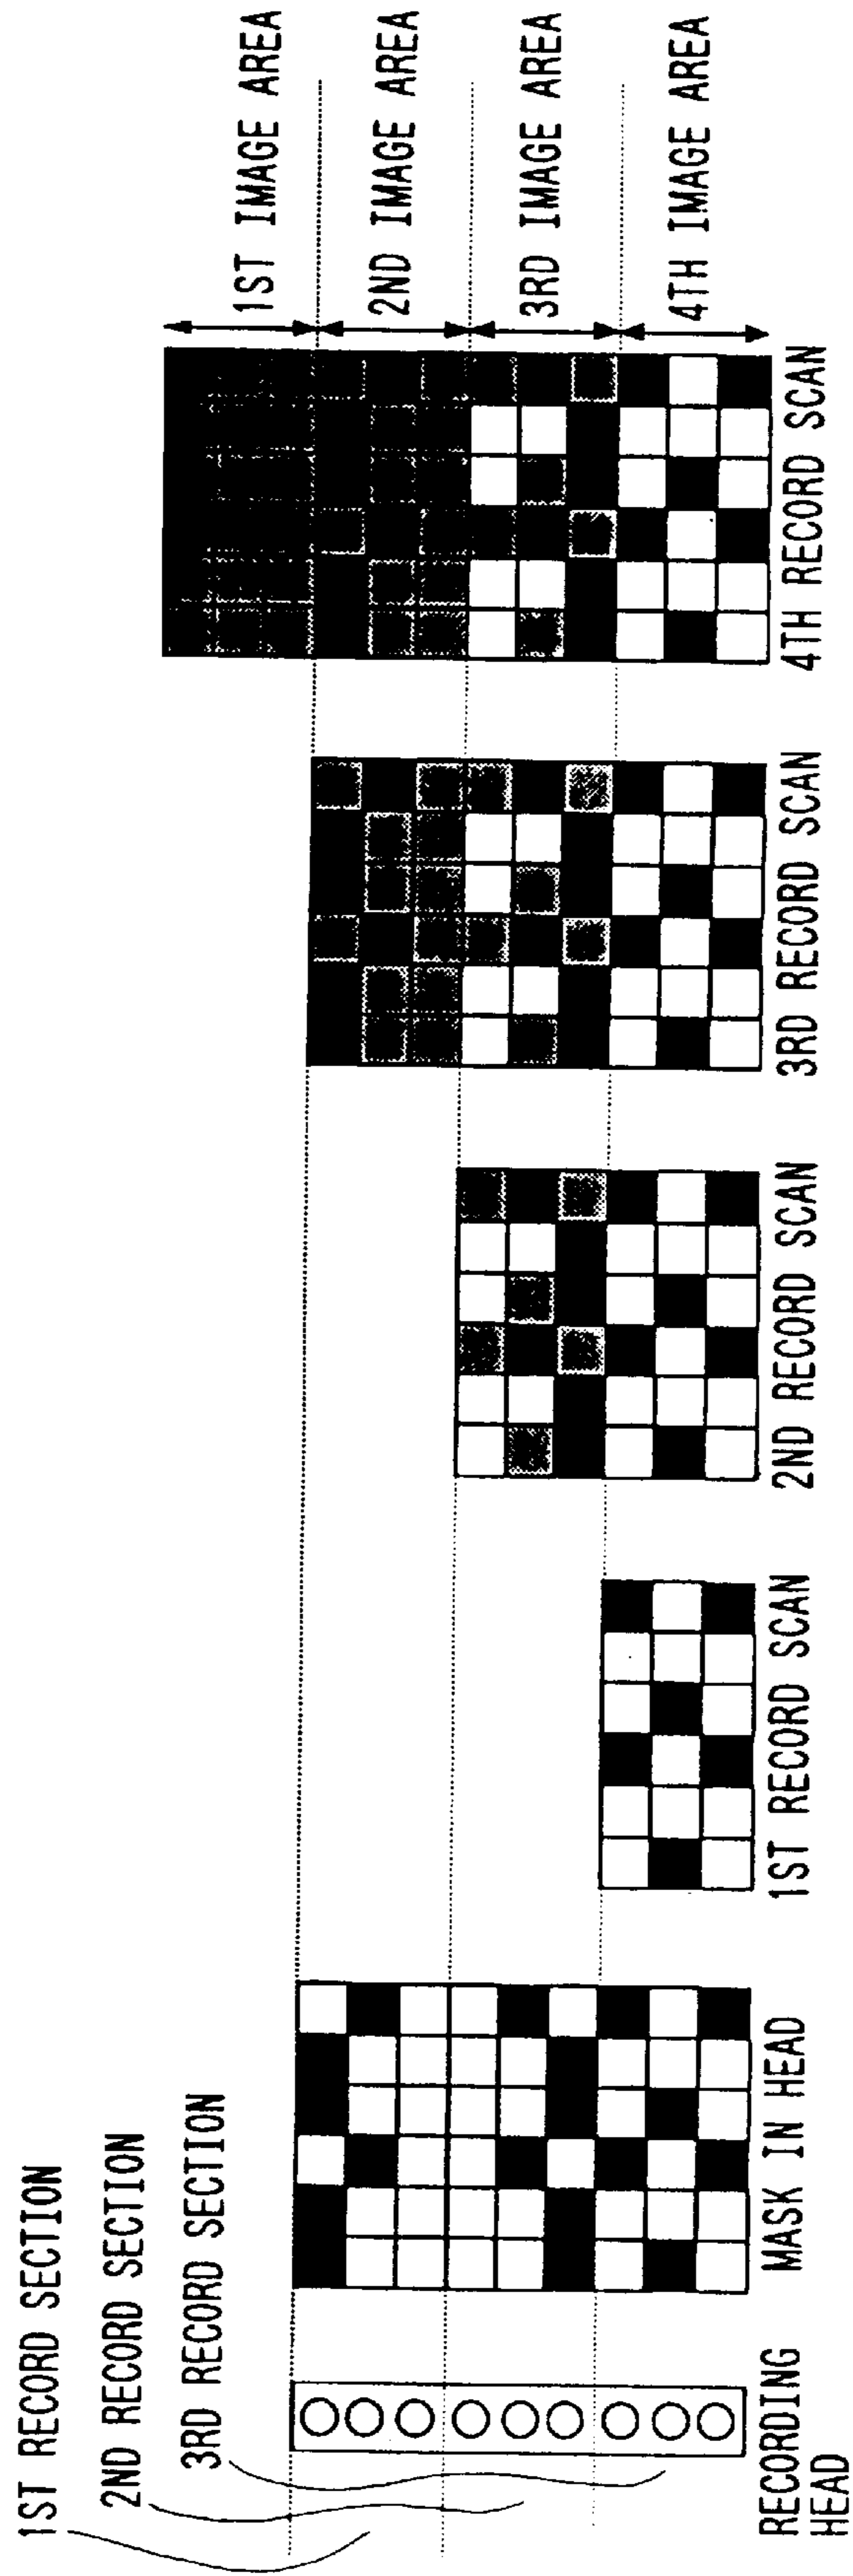 1ST RECORD SECTION
2ND RECORD SECTION
3RD RECORD SECTION
RECORDING
HEAD
MASK IN HEAD
1ST RECORD SCAN
2ND RECORD SCAN
3RD RECORD SCAN
4TH RECORD SCAN
1ST IMAGE AREA
2ND IMAGE AREA
3RD IMAGE AREA
4TH IMAGE AREA